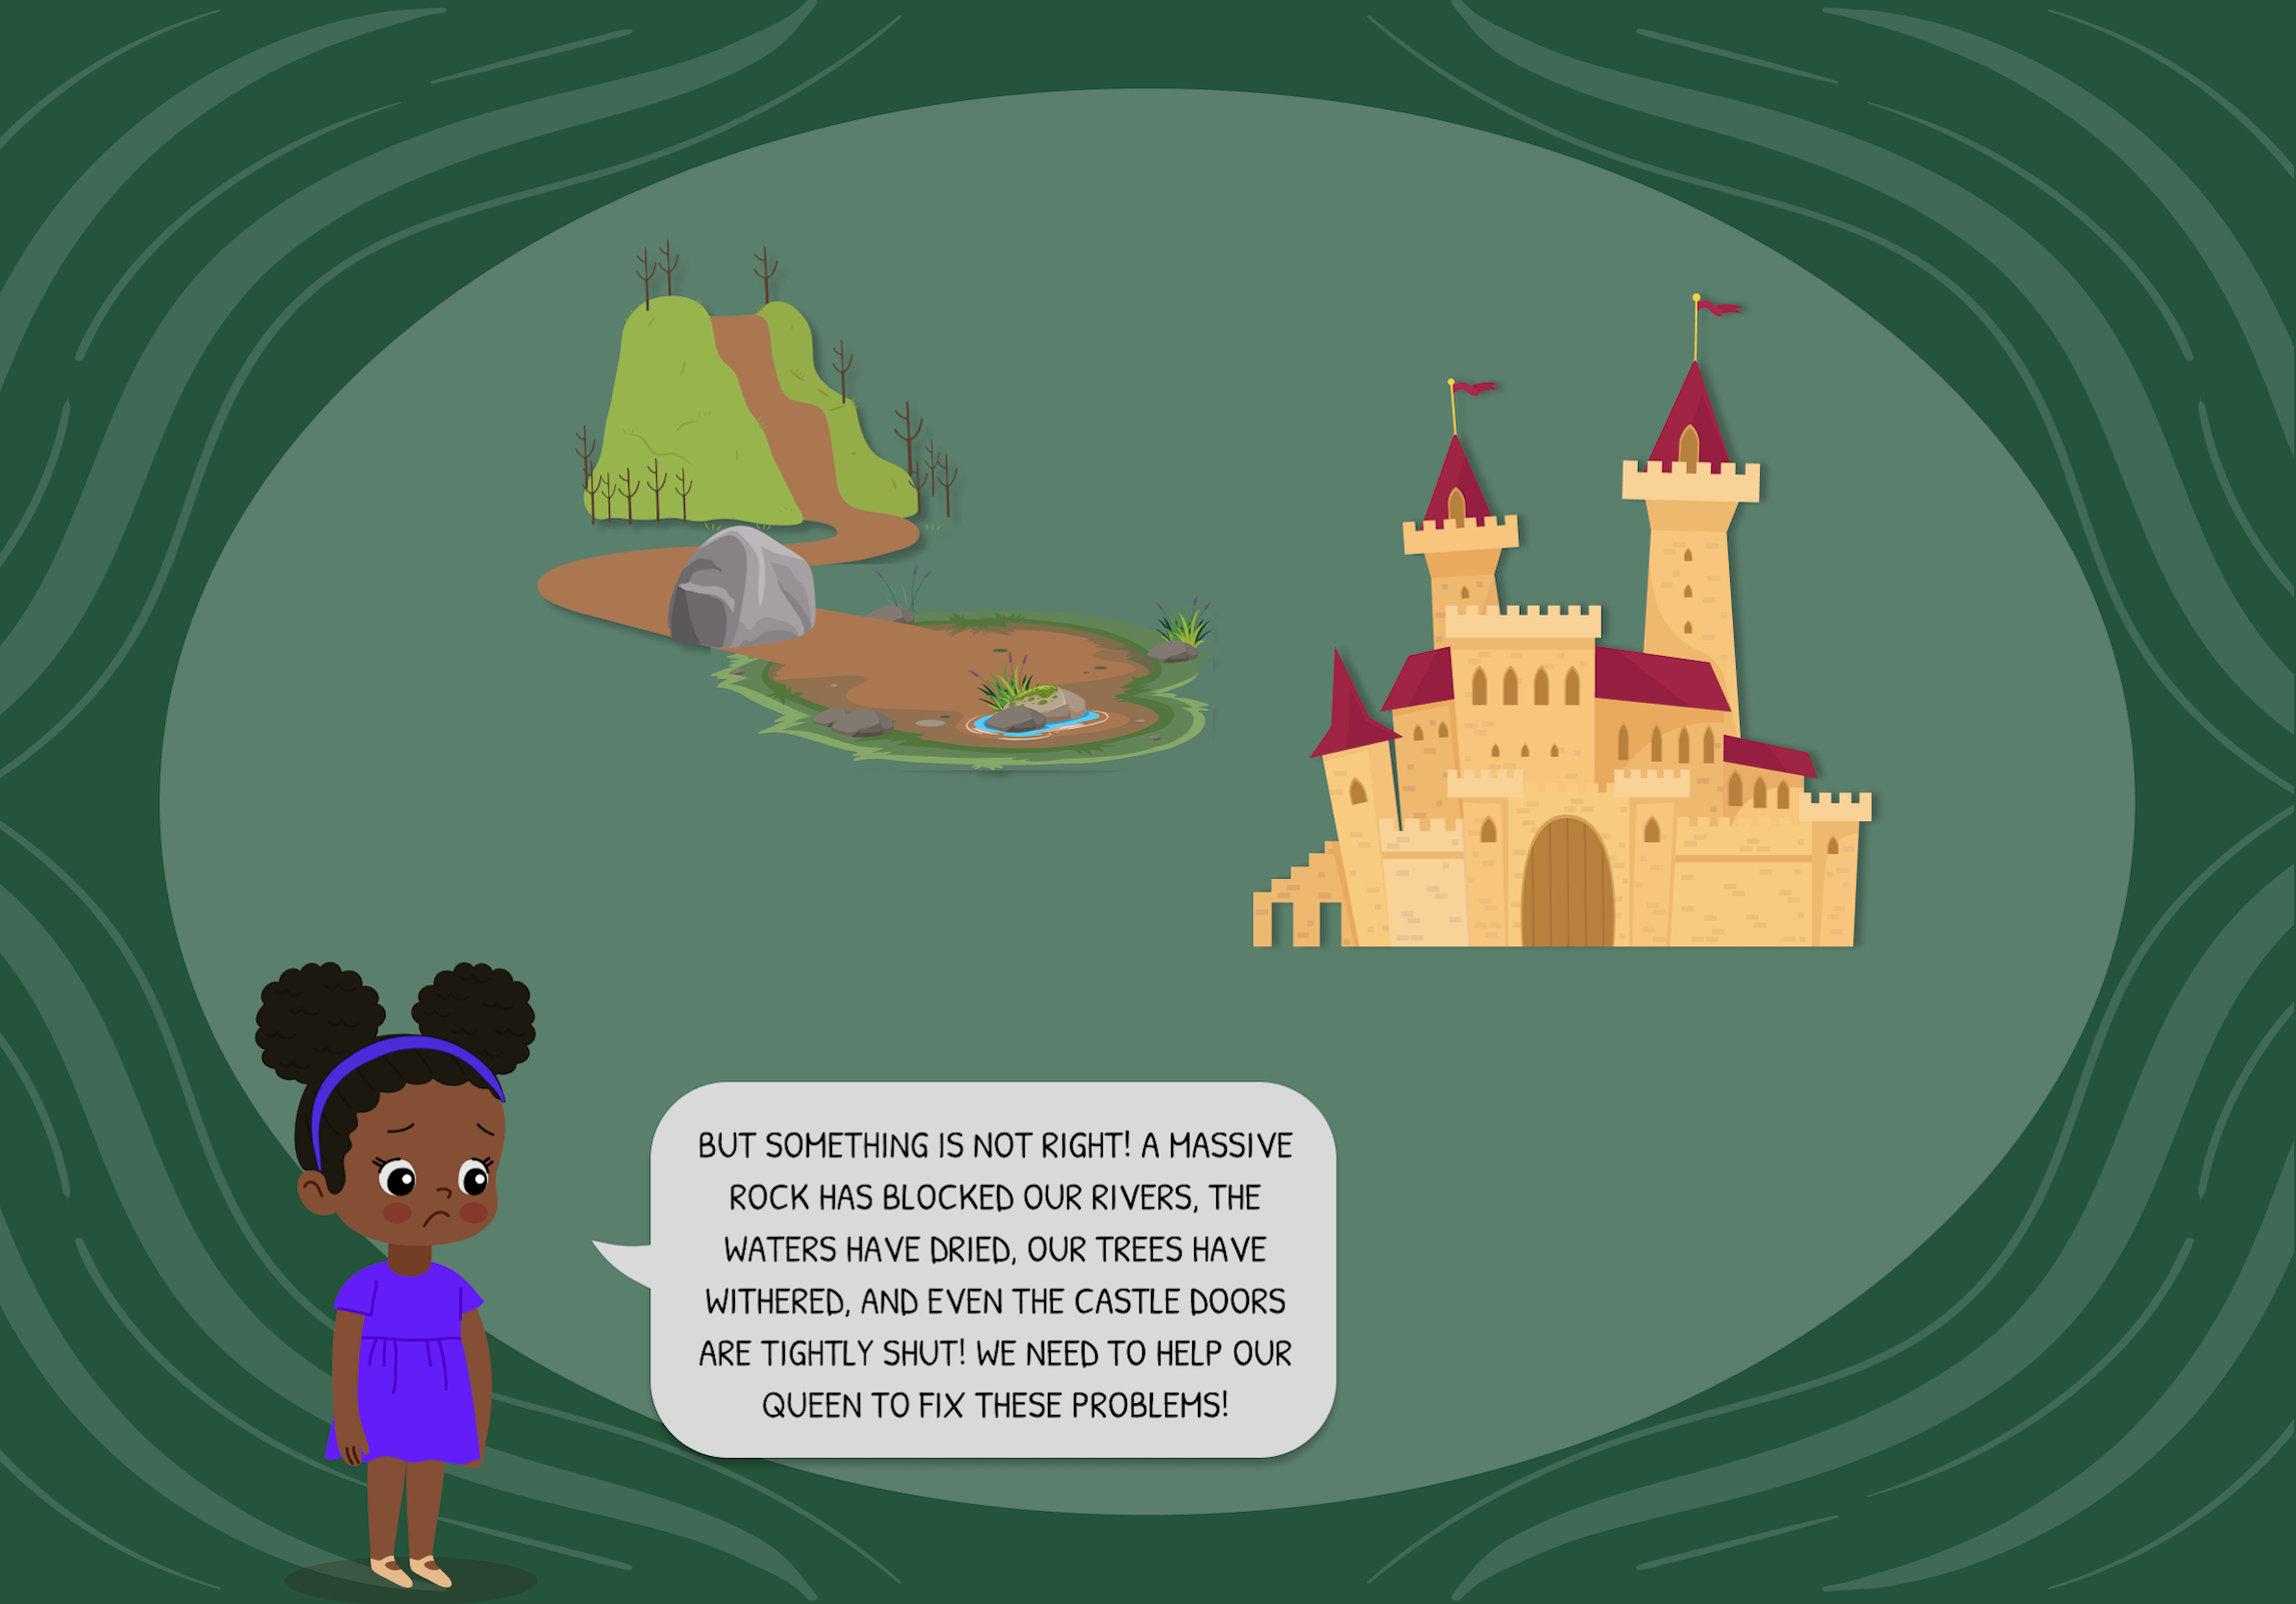 BUT SOMETHING IS NOT RIGHT! A MASSIVE
ROCK HAS BLOCKED OUR RIVERS, THE
WATERS HAVE DRIED, OUR TREES HAVE
WITHERED, AND EVEN THE CASTLE DOORS
ARE TIGHTLY SHUT! WE NEED TO HELP OUR
QUEEN TO FIX THESE PROBLEMS!